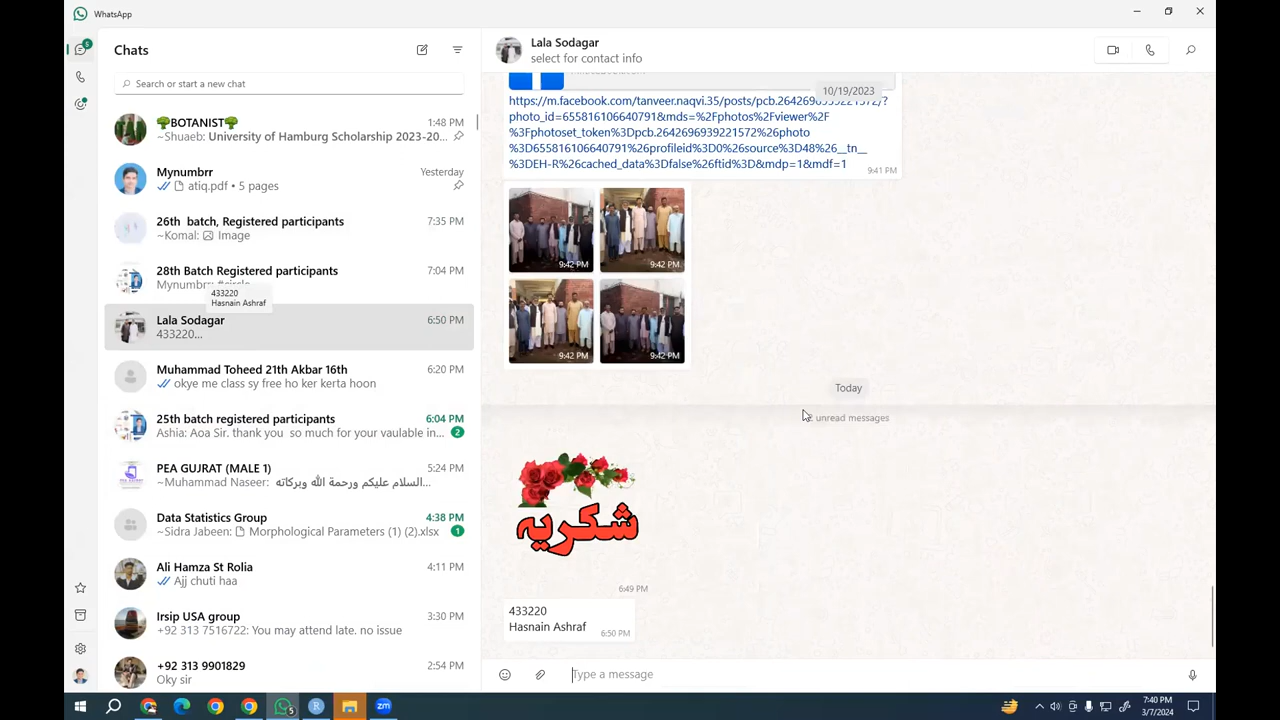 WhatsApp
5
Chats
Search or start a new chat
🌳BOTANIST🌳
1:48 PM
~Shuaeb: University of Hamburg Scholarship 2023-20...
Mynumbrr
Yesterday
atiq.pdf • 5 pages
26th batch, Registered participants
7:35 PM
~Komal: Image
28th Batch Registered participants
7:04 PM
433220
Hasnain Ashraf
Lala Sodagar
6:50 PM
433220...
Muhammad Toheed 21th Akbar 16th
6:20 PM
okye me class sy free ho ker kerta hoon
25th batch registered participants
6:04 PM
Ashia: Aoa Sir. thank you so much for your vaulable in...
2
PEA GUJRAT (MALE 1)
5:24 PM
~Muhammad Naseer: السلام عليكم ورحمة الله وبركاته...
Data Statistics Group
4:38 PM
~Sidra Jabeen: Morphological Parameters (1) (2).xlsx
1
Ali Hamza St Rolia
4:11 PM
Ajj chuti haa
Irsip USA group
3:30 PM
+92 313 7516722: You may attend late. no issue
+92 313 9901829
2:54 PM
Oky sir
Lala Sodagar
select for contact info
10/19/2023
https://m.facebook.com/tanveer.naqvi.35/posts/pcb.2642696939221572/?
photo_id=655816106640791&mds=%2Fphotos%2Fviewer%2F
%3Fphotoset_token%3Dpcb.2642696939221572%26photo
%3D655816106640791%26profileid%3D0%26source%3D48%26__tn__
%3DEH-R%26cached_data%3Dfalse%26ftid%3D&mdp=1&mdf=1
9:41 PM
9:42 PM
9:42 PM
9:42 PM
9:42 PM
Today
unread messages
شکریہ
6:49 PM
433220
Hasnain Ashraf
6:50 PM
Type a message
5
R
zm
7:40 PM
3/7/2024